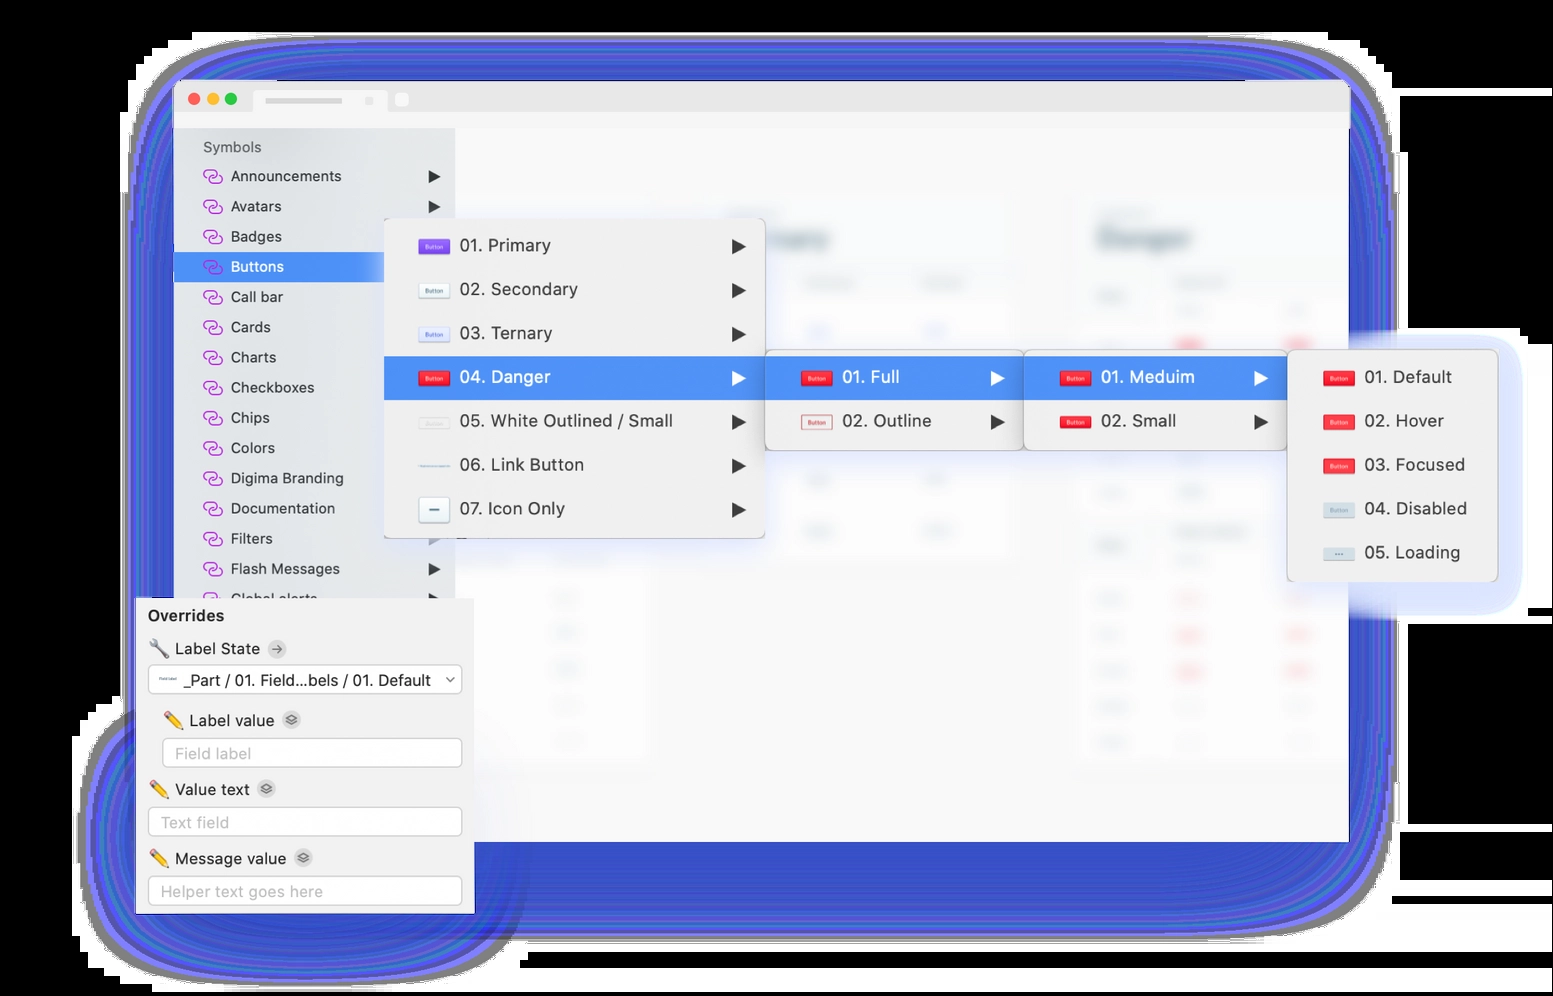 Symbols
Announcements
Avatars
Badges
Buttons
Call bar
Cards
Charts
Checkboxes
Chips
Colors
Digima Branding
Documentation
Filters
Flash Messages
Global alerts
Button 01. Primary
Button 02. Secondary
Button 03. Ternary
Button 04. Danger
05. White Outlined / Small
06. Link Button
07. Icon Only
Button 01. Full
Button 02. Outline
Button 01. Meduim
Button 02. Small
Button 01. Default
Button 02. Hover
Button 03. Focused
Button 04. Disabled
05. Loading
Danger
Overrides
Label State
Field label _Part / 01. Field...bels / 01. Default
Label value
Field label
Value text
Text field
Message value
Helper text goes here